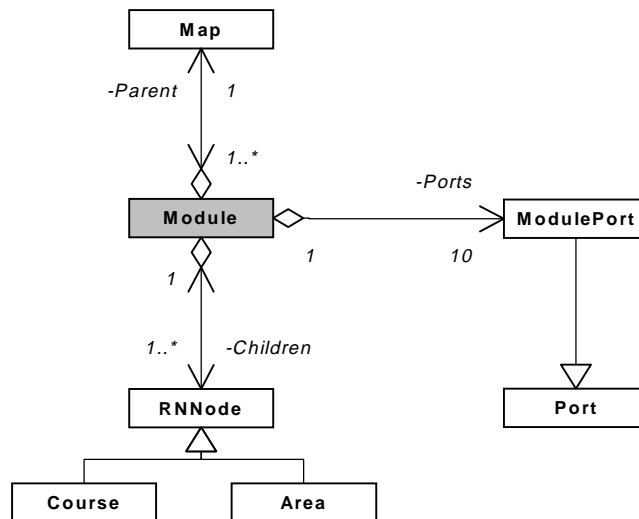 Map
-Parent 1
1..*
-Ports
Module
ModulePort
1 10
1
1..* -Children
RNNode
Port
Course
Area